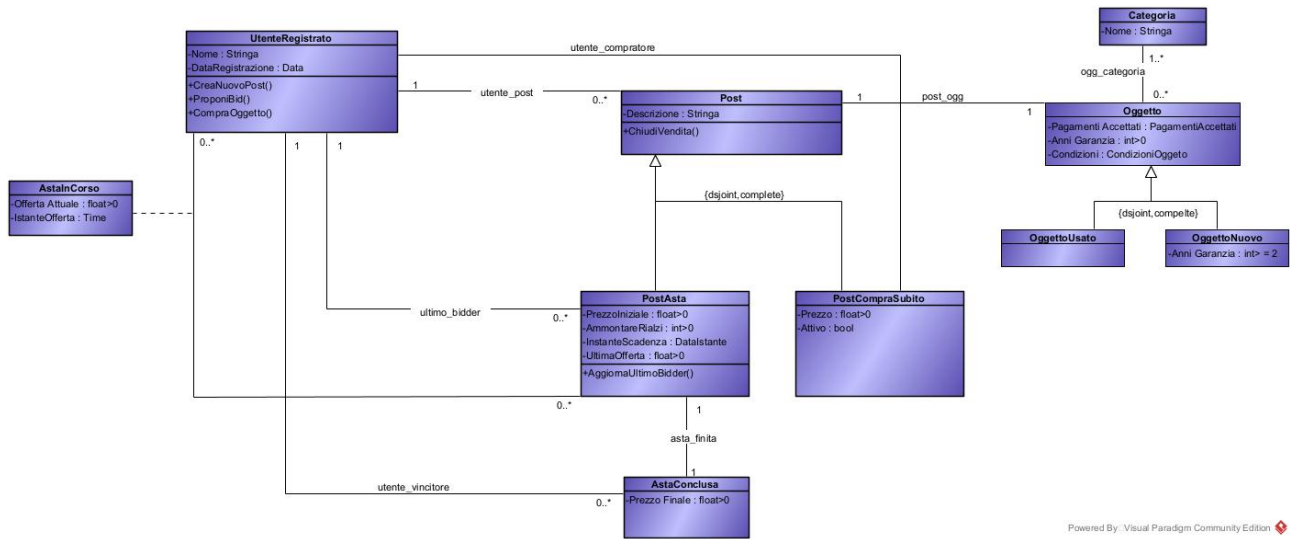 Categoria
-Nome : Stringa
1..*
ogg_categoria
0..*
UtenteRegistrato
-Nome : Stringa
-DataRegistrazione : Data
+CreaNuovoPost()
+ProponiBid()
+CompraOggetto()
utente_compratore
1
utente_post
0..*
Post
-Descrizione : Stringa
+ChiudiVendita()
1
post_ogg
1
Oggetto
-Pagamenti Accettati : PagamentiAccettati
-Anni Garanzia : int>0
-Condizioni : CondizioniOggeto
0..*
1
1
AstaInCorso
-Offerta Attuale : float>0
-IstanteOfferta : Time
{dsjoint,complete}
{dsjoint,compelte}
OggettoUsato
OggettoNuovo
-Anni Garanzia : int> = 2
ultimo_bidder
0..*
PostAsta
-PrezzoIniziale : float>0
-AmmontareRialzi : int>0
-InstanteScadenza : DataIstante
-UltimaOfferta : float>0
+AggiornaUltimoBidder()
PostCompraSubito
-Prezzo : float>0
-Attivo : bool
0..*
1
asta_finita
1
utente_vincitore
0..*
AstaConclusa
-Prezzo Finale : float>0
Powered By Visual Paradigm Community Edition